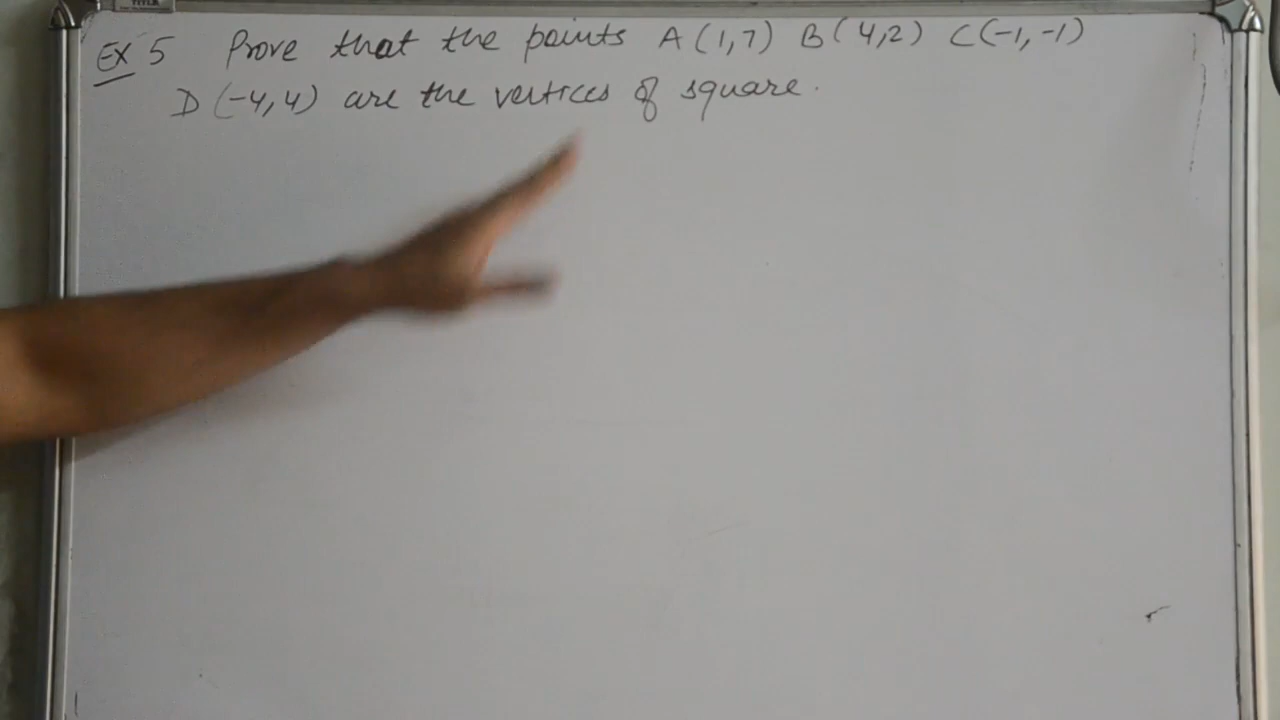 Ex 5 Prove that the points A (1,7) B (4,2) C (-1,-1)
D (-4,4) are the vertices of square.